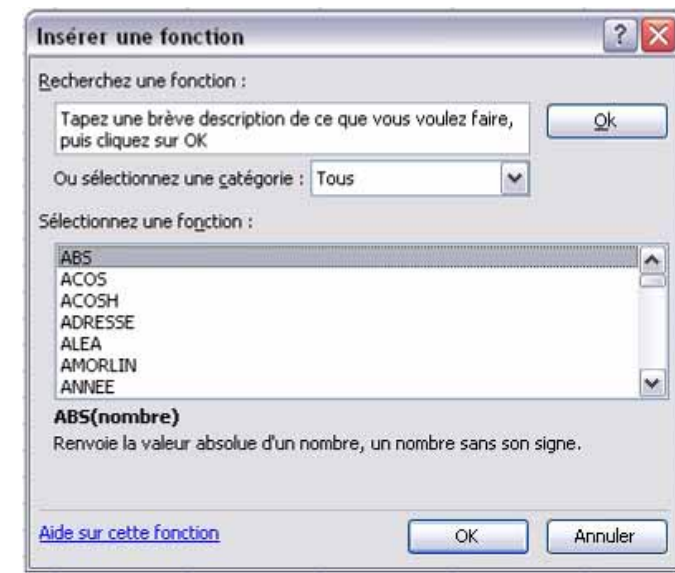 Insérer une fonction
Recherchez une fonction :
Tapez une brève description de ce que vous voulez faire,
puis cliquez sur OK
Ok
Ou sélectionnez une catégorie : Tous
Sélectionnez une fonction :
ABS
ACOS
ACOSH
ADRESSE
ALEA
AMORLIN
ANNEE
ABS(nombre)
Renvoie la valeur absolue d'un nombre, un nombre sans son signe.
Aide sur cette fonction
OK
Annuler